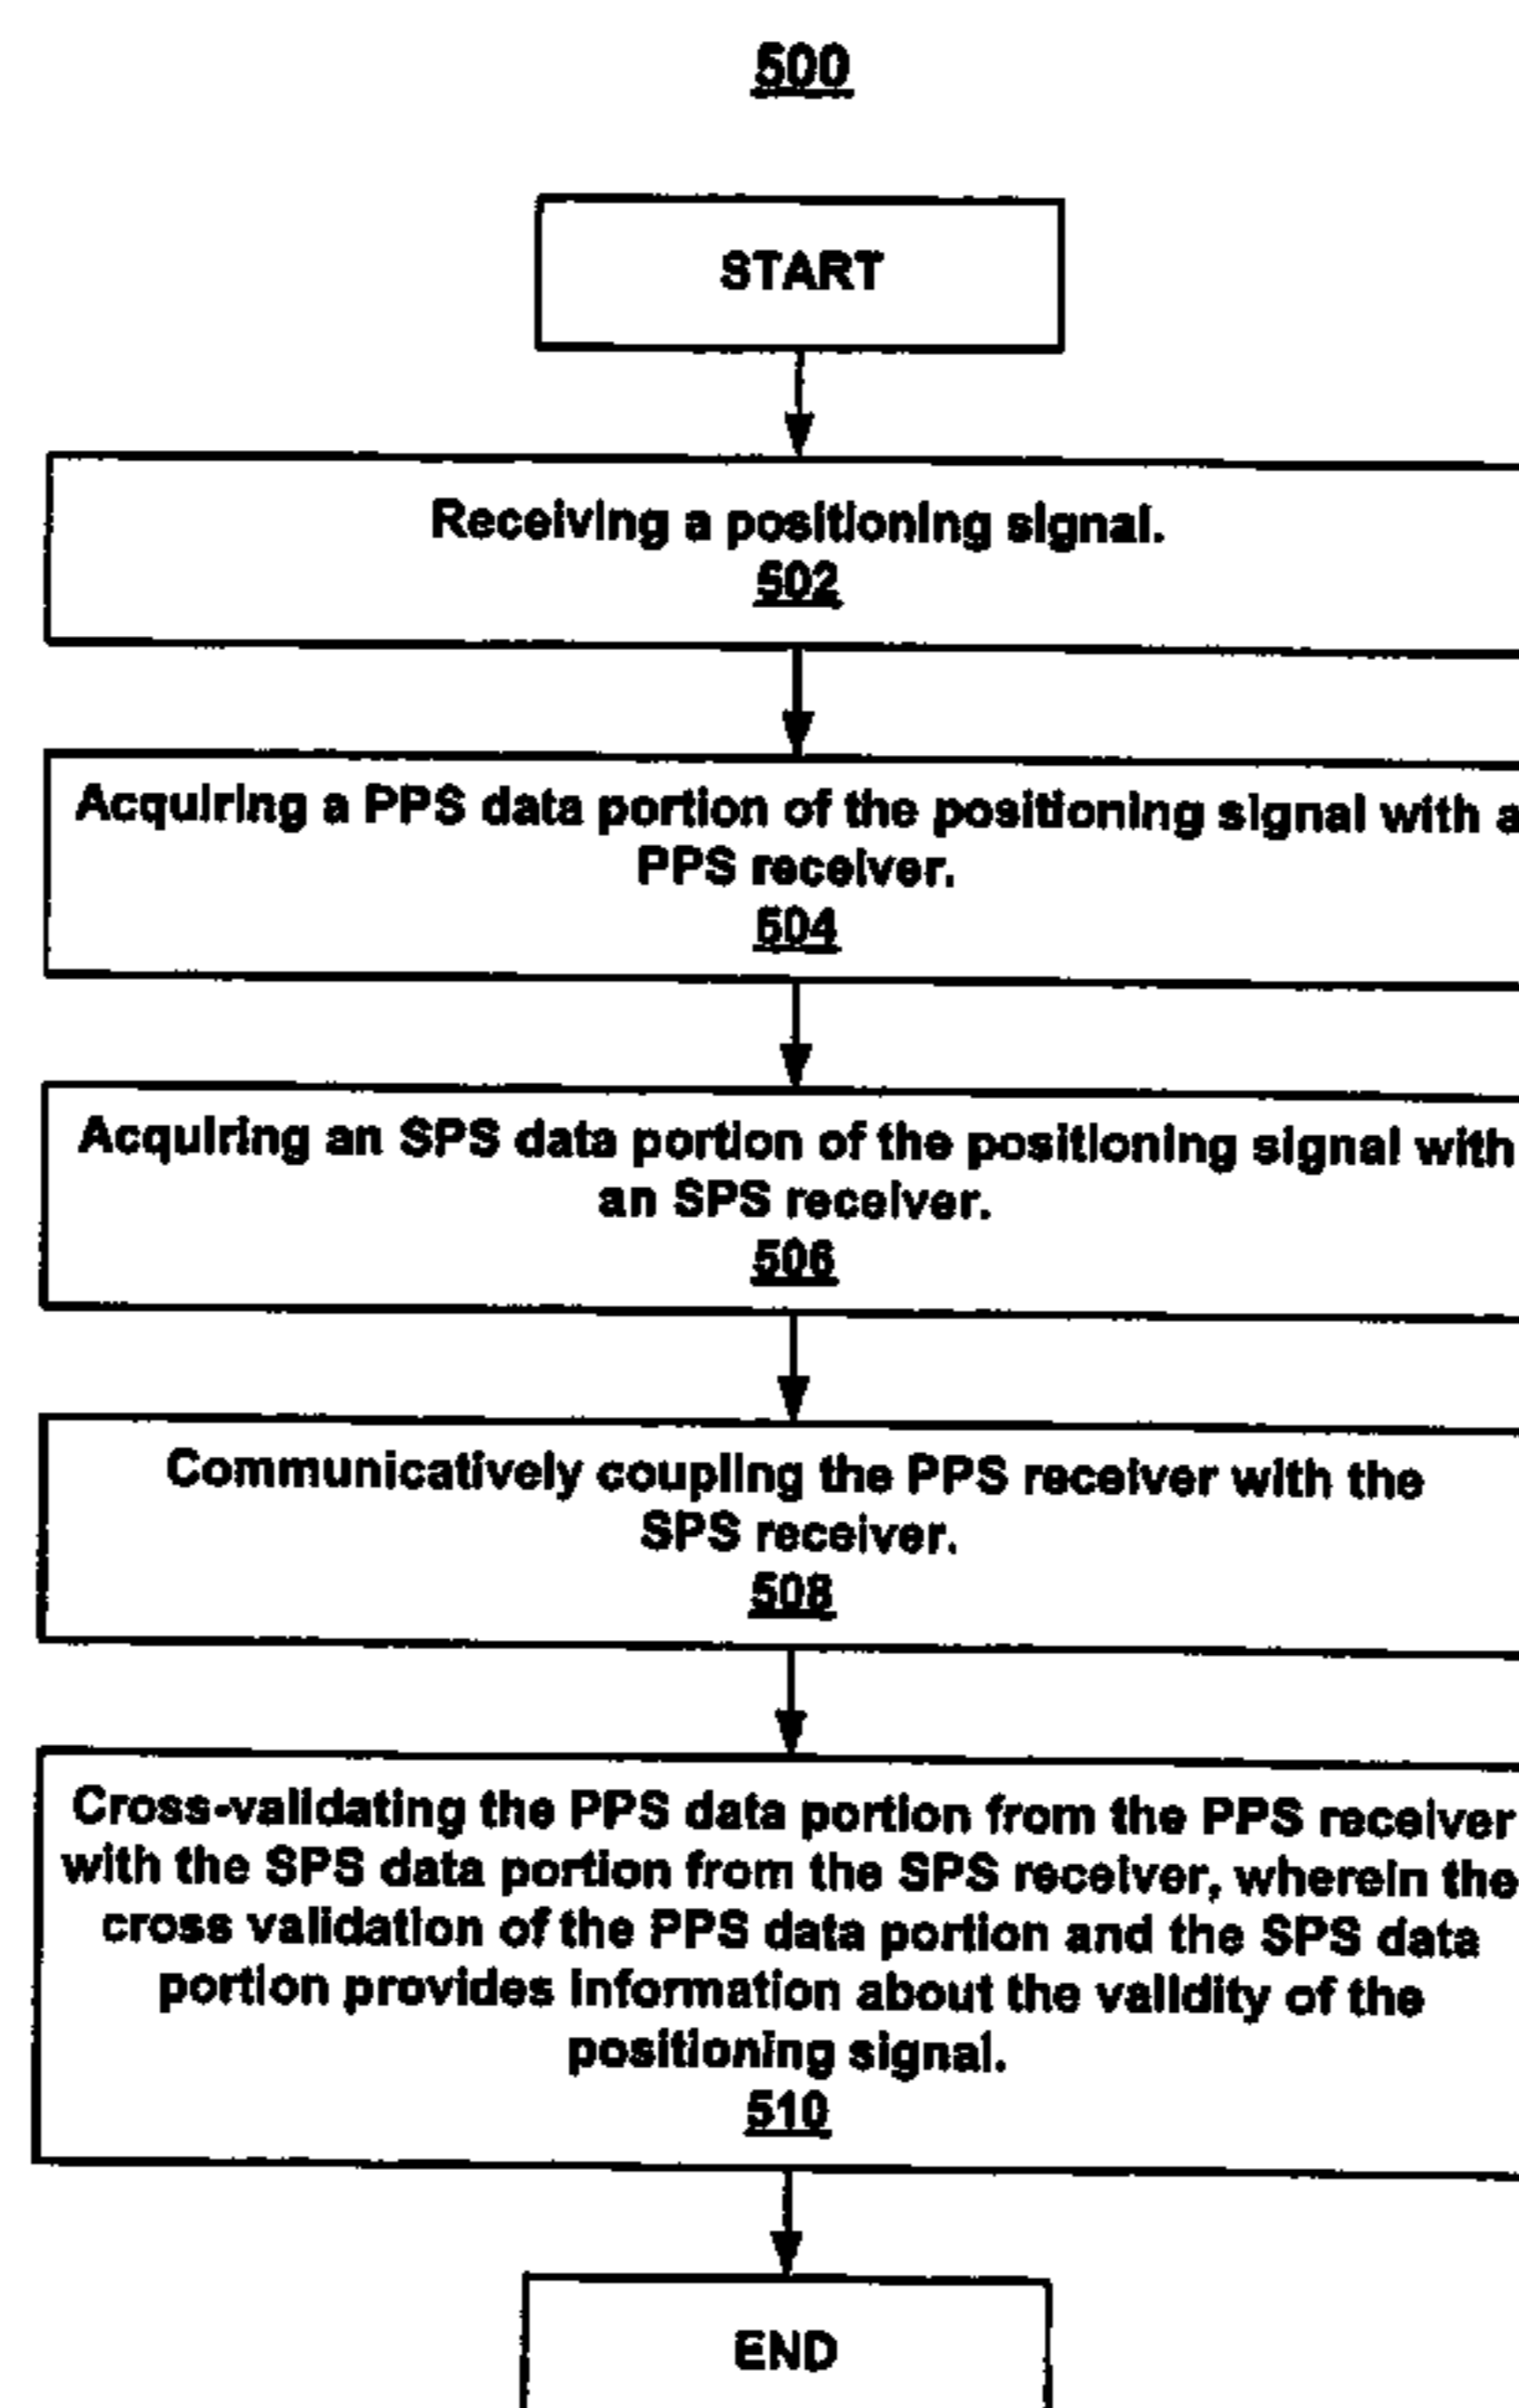 500
START
Receiving a positioning signal.
502
Acquiring a PPS data portion of the positioning signal with a
PPS receiver.
504
Acquiring an SPS data portion of the positioning signal with
an SPS receiver.
506
Communicatively coupling the PPS receiver with the
SPS receiver.
508
Cross-validating the PPS data portion from the PPS receiver
with the SPS data portion from the SPS receiver, wherein the
cross validation of the PPS data portion and the SPS data
portion provides information about the validity of the
positioning signal.
510
END